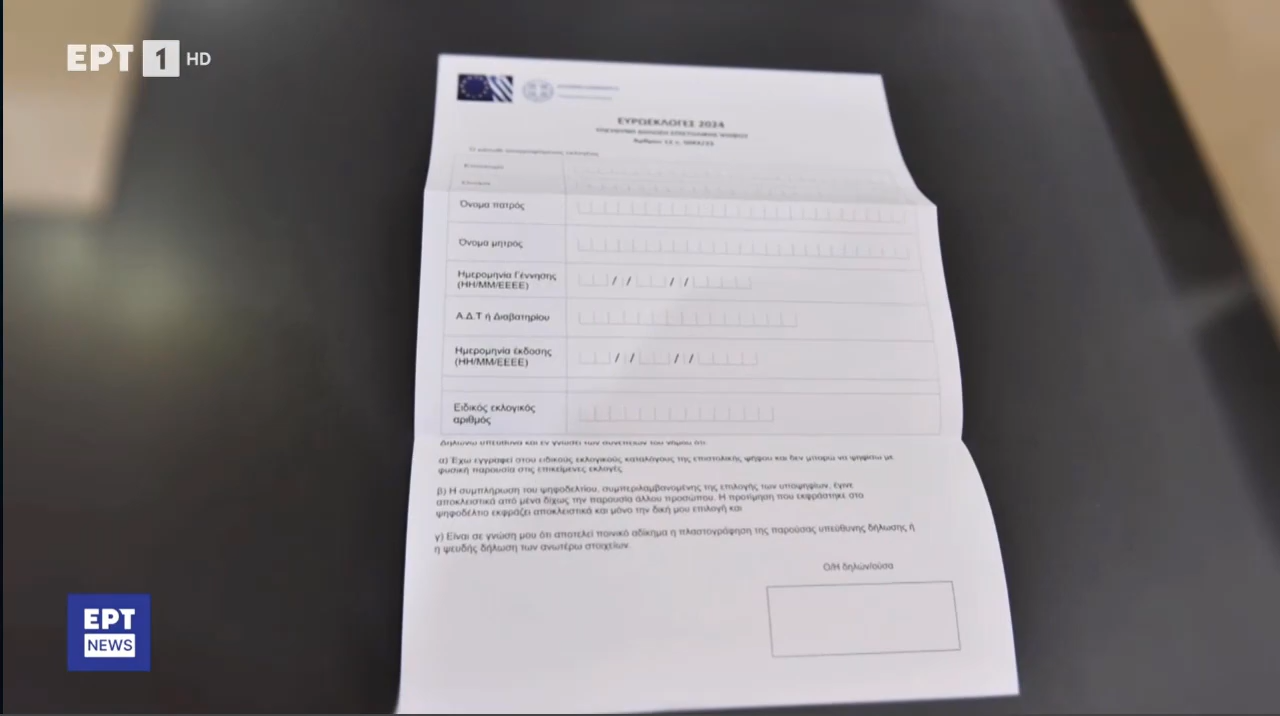 ΕΡΤ 1 HD
ΕΥΡΩΕΚΛΟΓΕΣ 2024
Επώνυμο
Όνομα
Όνομα πατρός
Όνομα μητρός
Ημερομηνία Γέννησης
(ΗΗ/ΜΜ/ΕΕΕΕ)
/ / / /
Α.Δ.Τ ή Διαβατηρίου
Ημερομηνία έκδοσης
(ΗΗ/ΜΜ/ΕΕΕΕ)
/ / / /
Ειδικός εκλογικός
αριθμός
δηλώνω υπεύθυνα και εν γνώσει των συνεπειών του νόμου ότι
α) Έχω εγγραφεί στου ειδικούς εκλογικούς καταλόγους της επιστολικής ψήφου και δεν μπορώ να ψηφίσω με
φυσική παρουσία στις επικείμενες εκλογές
β) Η συμπλήρωση του ψηφοδελτίου, συμπεριλαμβανομένης της επιλογής των υποψηφίων, έγινε
αποκλειστικά από μένα δίχως την παρουσία άλλου προσώπου. Η προτίμηση που εκφράστηκε στο
ψηφοδέλτιο εκφράζει αποκλειστικά και μόνο την δική μου επιλογή και
γ) Είναι σε γνώση μου ότι αποτελεί ποινικό αδίκημα η πλαστογράφηση της παρούσας υπεύθυνης δήλωσης ή
η ψευδής δήλωση των ανωτέρω στοιχείων.
Ο/Η δηλών/ούσα
ΕΡΤ
NEWS